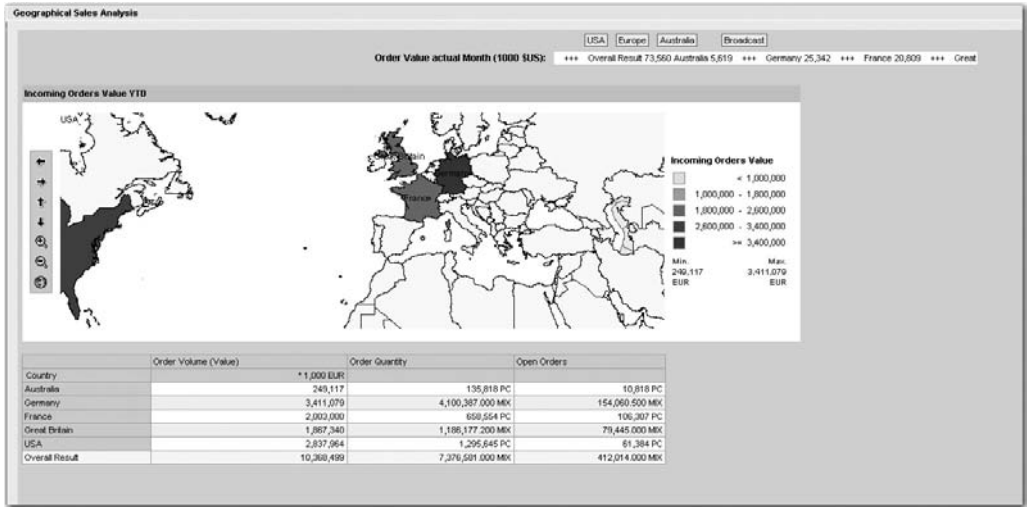 Geographical Sales Analysis
USA Europe Australia Broadcast
Order Value actual Month (1000 $US): +++ Overall Result 73,560 Australia 5,619 +++ Germany 25,342 +++ France 20,809 +++ Great
Incoming Orders Value YTD
USA
Britain
Germany
France
Incoming Orders Value
< 1,000,000
1,000,000 - 1,800,000
1,800,000 - 2,600,000
2,600,000 - 3,400,000
>= 3,400,000
Min. Max.
249,117 3,411,079
EUR EUR
Order Volume (Value) Order Quantity Open Orders
Country * 1,000 EUR
Australia 249,117 135,818 PC 10,818 PC
Germany 3,411,079 4,100,387.000 MIX 154,060.500 MIX
France 2,003,000 658,554 PC 106,307 PC
Great Britain 1,867,340 1,186,177.200 MIX 79,445.000 MIX
USA 2,837,964 1,295,645 PC 61,384 PC
Overall Result 10,368,499 7,376,581.000 MIX 412,014.000 MIX